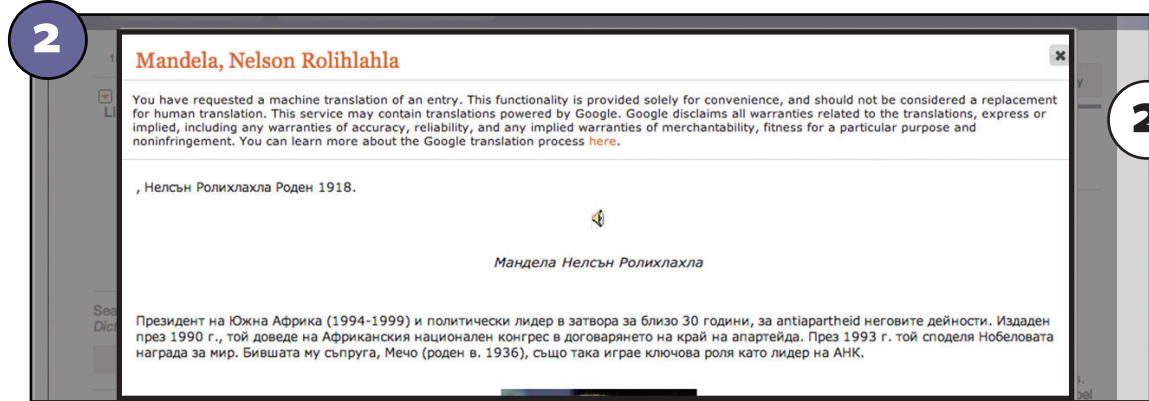 2
Mandela, Nelson Rolihlahla
You have requested a machine translation of an entry. This functionality is provided solely for convenience, and should not be considered a replacement
for human translation. This service may contain translations powered by Google. Google disclaims all warranties related to the translations, express or
implied, including any warranties of accuracy, reliability, and any implied warranties of merchantability, fitness for a particular purpose and
noninfringement. You can learn more about the Google translation process here.
, Нелсън Ролихлахла Роден 1918.
Мандела Нелсън Ролихлахла
Президент на Южна Африка (1994-1999) и политически лидер в затвора за близо 30 години, за antiapartheid неговите дейности. Издаден
през 1990 г., той доведе на Африканския национален конгрес в договарянето на край на апартейда. През 1993 г. той споделя Нобеловата
награда за мир. Бившата му съпруга, Мечо (роден в. 1936), също така играе ключова роля като лидер на АНК.
2